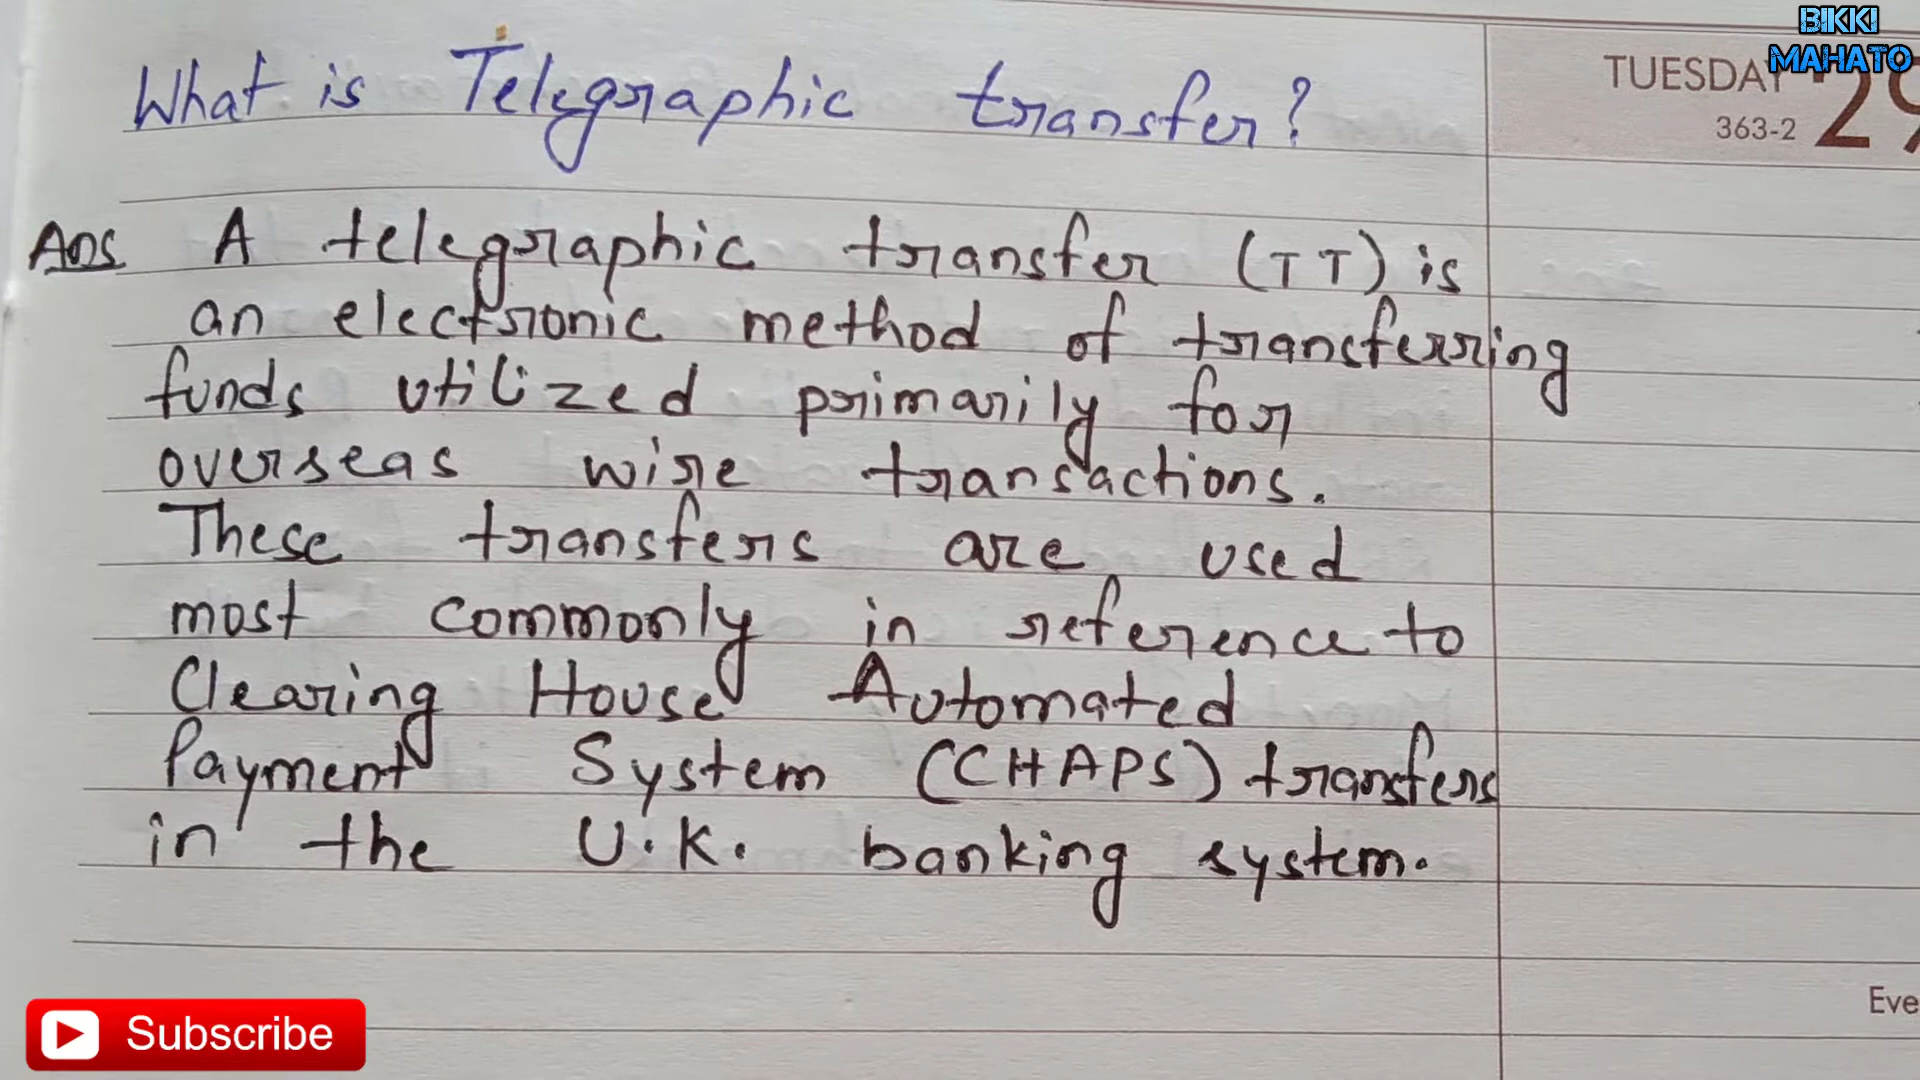 BIKKI
MAHATO
TUESDAY 29
363-2
What is Telegraphic transfer?
Ans A telegraphic transfer (TT) is
an electronic method of transferring
funds utilized primarily for
overseas wire transactions.
These transfers are used
most commonly in reference to
Clearing House Automated
Payment System (CHAPS) transfers
in the U.K. banking system.
Eve
Subscribe